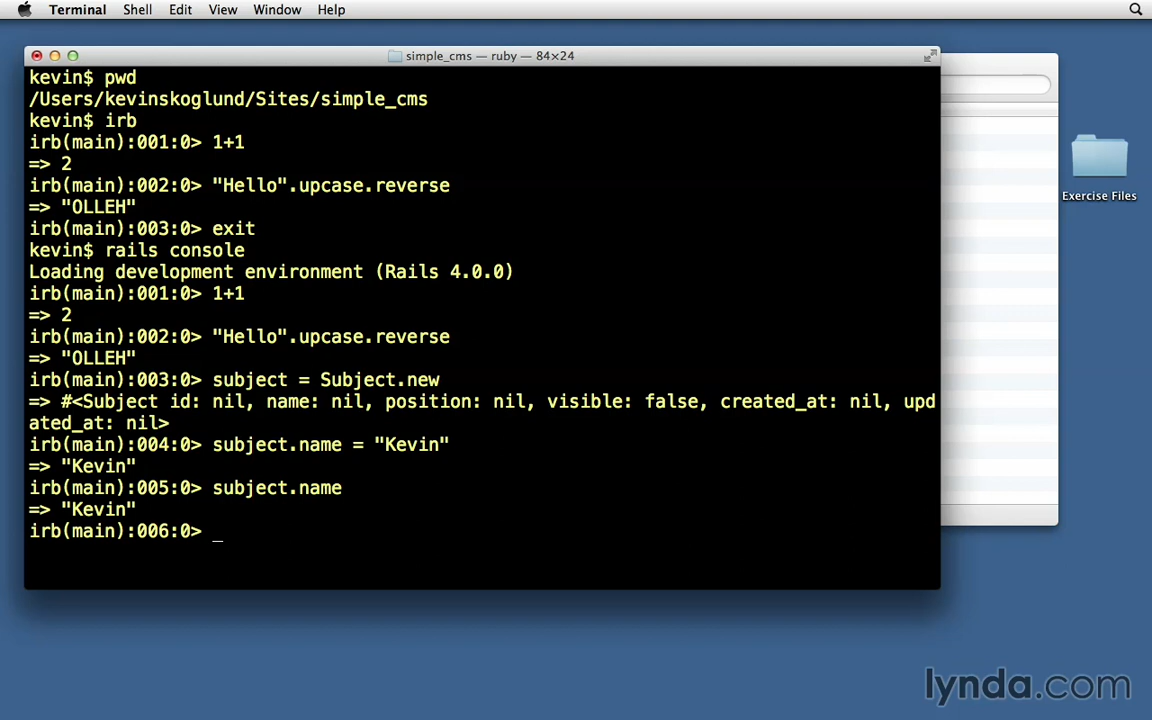 Terminal Shell Edit View Window Help
simple_cms — ruby — 84×24
kevin$ pwd
/Users/kevinskoglund/Sites/simple_cms
kevin$ irb
irb(main):001:0> 1+1
=> 2
irb(main):002:0> "Hello".upcase.reverse
=> "OLLEH"
irb(main):003:0> exit
kevin$ rails console
Loading development environment (Rails 4.0.0)
irb(main):001:0> 1+1
=> 2
irb(main):002:0> "Hello".upcase.reverse
=> "OLLEH"
irb(main):003:0> subject = Subject.new
=> #<Subject id: nil, name: nil, position: nil, visible: false, created_at: nil, upd
ated_at: nil>
irb(main):004:0> subject.name = "Kevin"
=> "Kevin"
irb(main):005:0> subject.name
=> "Kevin"
irb(main):006:0> _
Exercise Files
lynda.com